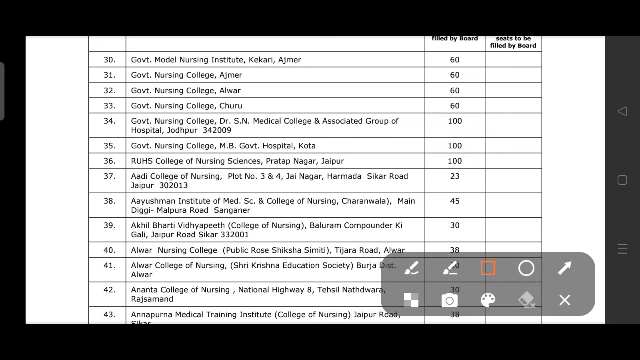 filled by Board seats to be
filled by Board
30. Govt. Model Nursing Institute, Kekari, Ajmer 60
31. Govt. Nursing College, Ajmer 60
32. Govt. Nursing College, Alwar 60
33. Govt. Nursing College, Churu 60
34. Govt. Nursing College, Dr. S.N. Medical College & Associated Group of 100
Hospital, Jodhpur 342009
35. Govt. Nursing College, M.B. Govt. Hospital, Kota 100
36. RUHS College of Nursing Sciences, Pratap Nagar, Jaipur 100
37. Aadi College of Nursing, Plot No. 3 & 4, Jai Nagar, Harmada Sikar Road 23
Jaipur 302013
38. Aayushman Institute of Med. Sc. & College of Nursing, Charanwala), Main 45
Diggi- Malpura Road Sanganer
39. Akhil Bharti Vidhyapeeth (College of Nursing), Baluram Compounder Ki 30
Gali, Jaipur Road Sikar 332001
40. Alwar Nursing College (Public Rose Shiksha Simiti), Tijara Road, Alwar 38
41. Alwar College of Nursing, (Shri Krishna Education Society) Burja Dist.
Alwar
42. Ananta College of Nursing , National Highway 8, Tehsil Nathdwara, 30
Rajsamand
43. Annapurna Medical Training Institute (College of Nursing) Jaipur Road, 38
Sikar